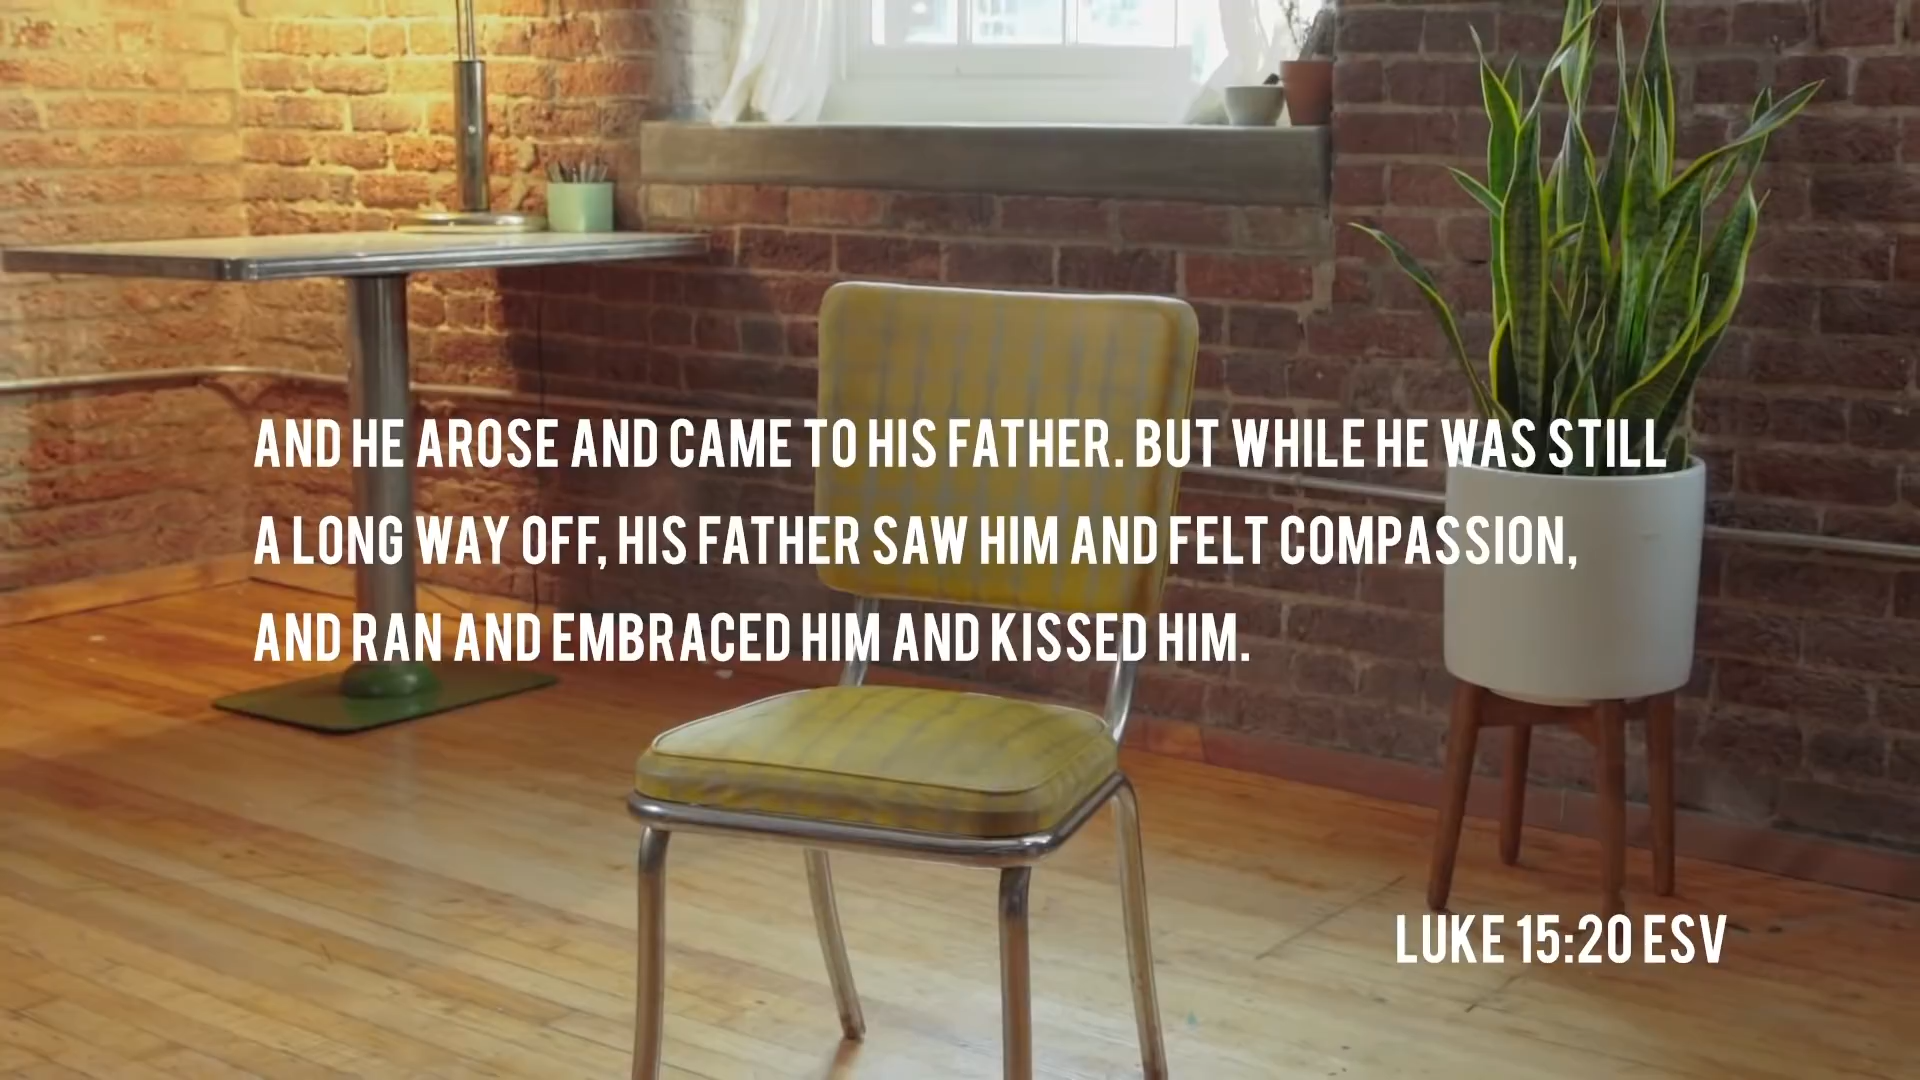 AND HE AROSE AND CAME TO HIS FATHER. BUT WHILE HE WAS STILL
A LONG WAY OFF, HIS FATHER SAW HIM AND FELT COMPASSION,
AND RAN AND EMBRACED HIM AND KISSED HIM.
LUKE 15:20 ESV